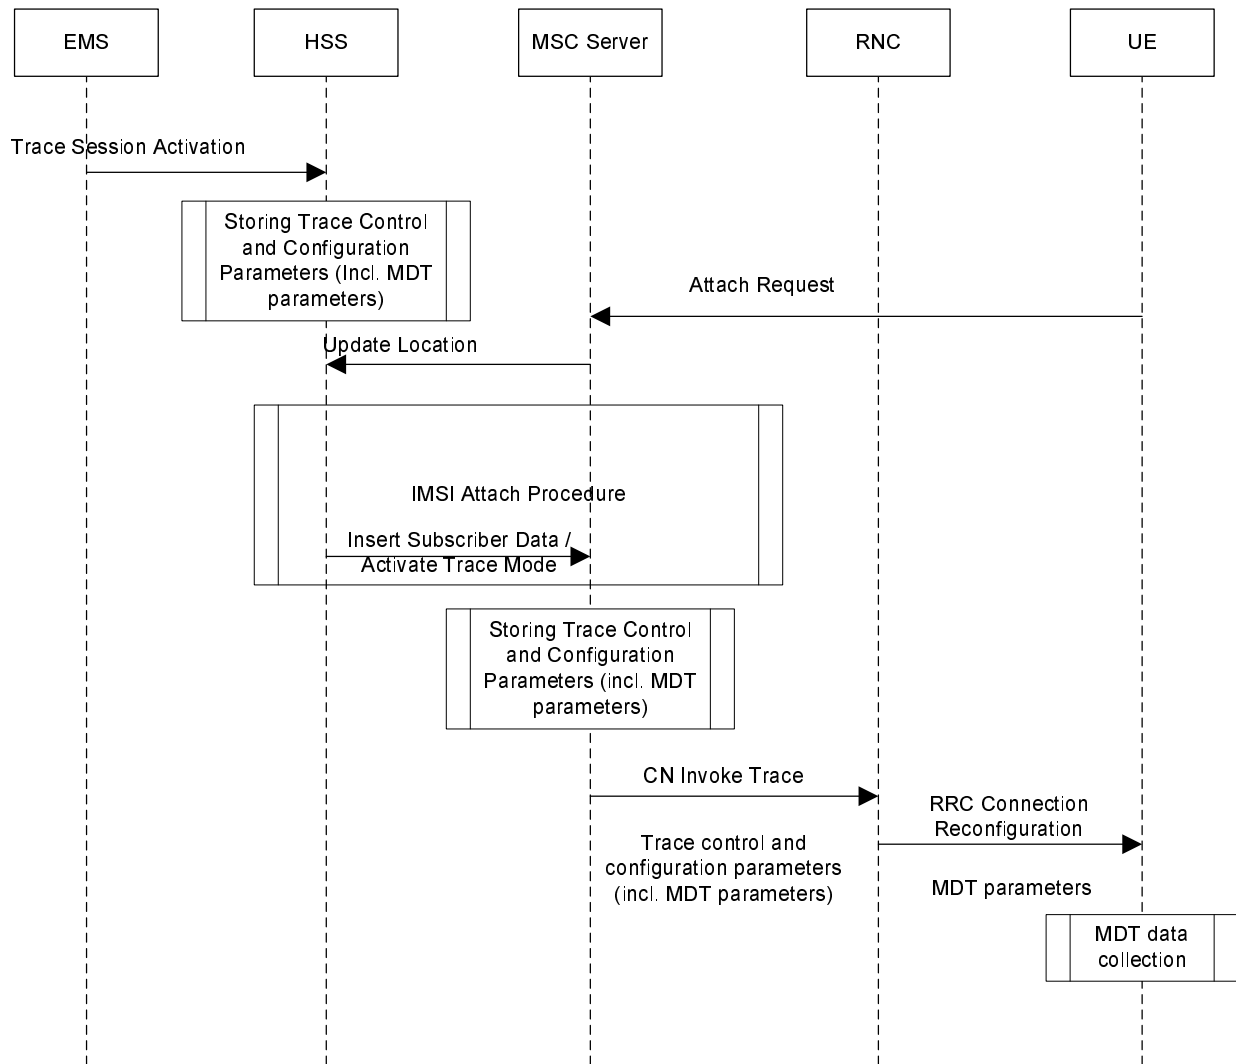 EMS
HSS
MSC Server
RNC
UE
Trace Session Activation
Storing Trace Control
and Configuration
Parameters (Incl. MDT
parameters)
Attach Request
Update Location
IMSI Attach Procedure
Insert Subscriber Data /
Activate Trace Mode
Storing Trace Control
and Configuration
Parameters (incl. MDT
parameters)
CN Invoke Trace
Trace control and
configuration parameters
(incl. MDT parameters)
RRC Connection
Reconfiguration
MDT parameters
MDT data
collection